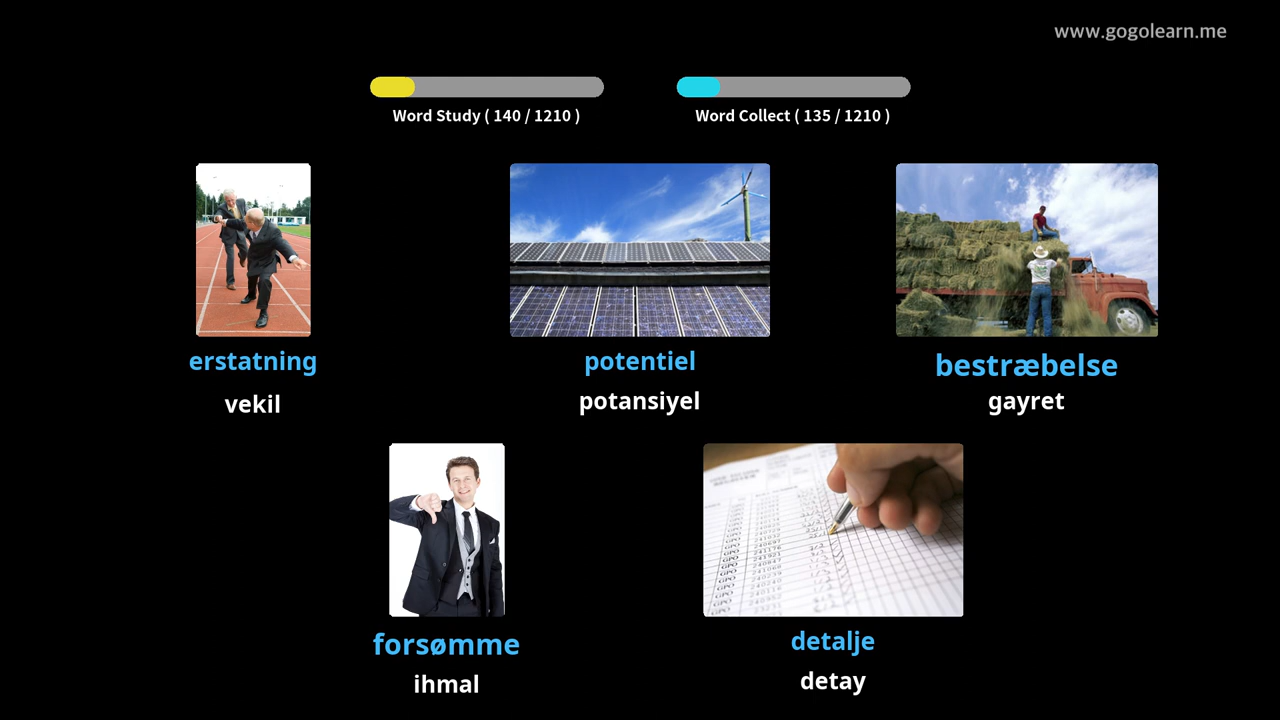 www.gogolearn.me
Word Study ( 140 / 1210 )
Word Collect ( 135 / 1210 )
erstatning
vekil
potentiel
potansiyel
bestræbelse
gayret
forsømme
ihmal
detalje
detay